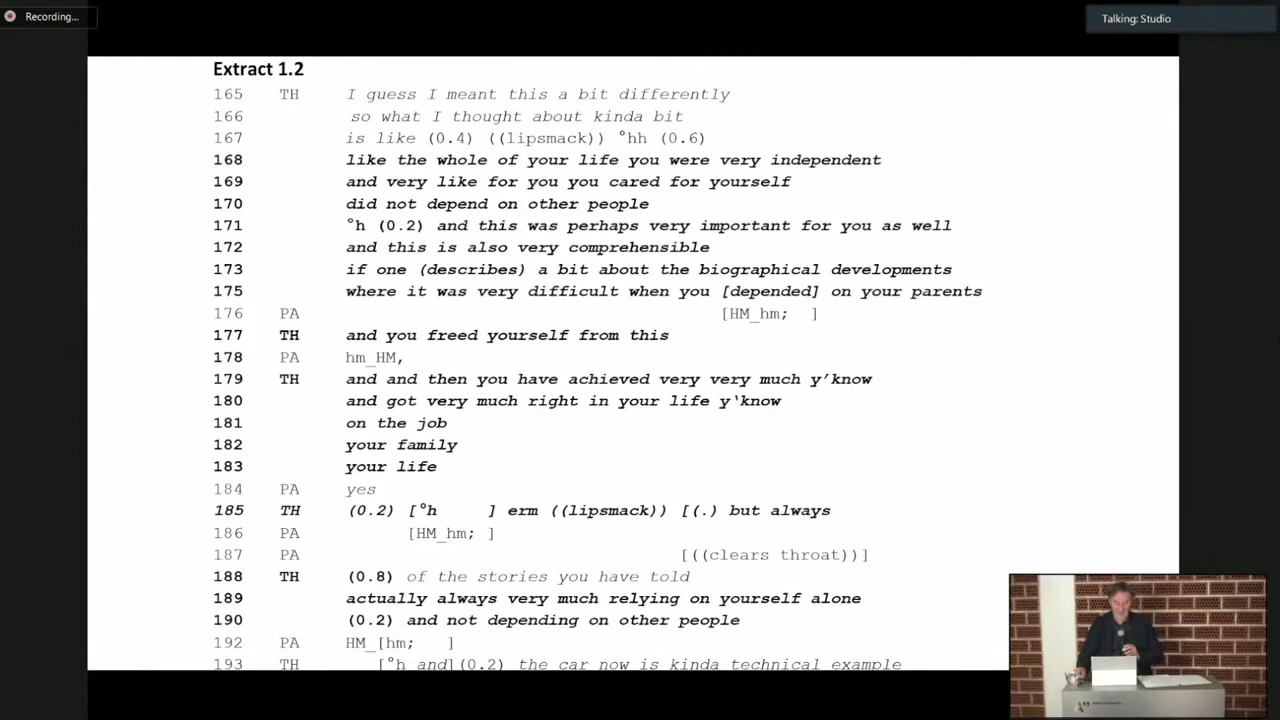 Recording...
Talking: Studio
Extract 1.2
165 TH I guess I meant this a bit differently
166 so what I thought about kinda bit
167 is like (0.4) ((lipsmack)) °hh (0.6)
168 like the whole of your life you were very independent
169 and very like for you you cared for yourself
170 did not depend on other people
171 °h (0.2) and this was perhaps very important for you as well
172 and this is also very comprehensible
173 if one (describes) a bit about the biographical developments
175 where it was very difficult when you [depended] on your parents
176 PA [HM_hm; ]
177 TH and you freed yourself from this
178 PA hm_HM,
179 TH and and then you have achieved very very much y’know
180 and got very much right in your life y‛know
181 on the job
182 your family
183 your life
184 PA yes
185 TH (0.2) [°h ] erm ((lipsmack)) [(.) but always
186 PA [HM_hm; ]
187 PA [((clears throat))]
188 TH (0.8) of the stories you have told
189 actually always very much relying on yourself alone
190 (0.2) and not depending on other people
192 PA HM_[hm; ]
193 TH [°h and](0.2) the car now is kinda technical example